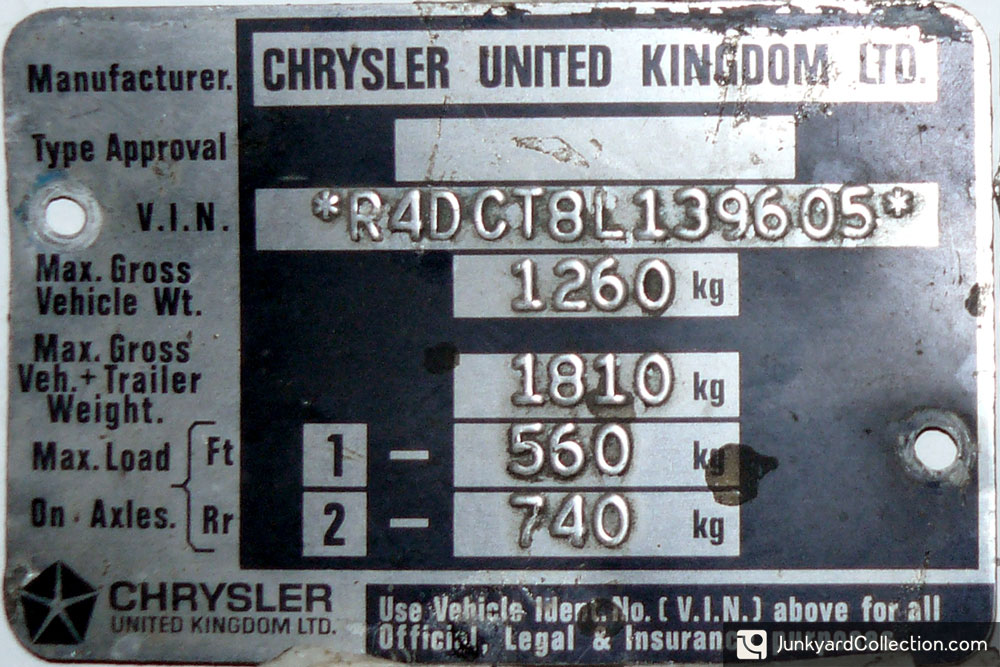 Manufacturer. CHRYSLER UNITED KINGDOM LTD.
Type Approval
V.I.N. *R4DCT8L139605*
Max. Gross
Vehicle Wt. 1260 kg
Max. Gross
Veh. + Trailer
Weight. 1810 kg
Max. Load Ft 1 – 560 kg
On Axles. Rr 2 – 740 kg
CHRYSLER
UNITED KINGDOM LTD.
Use Vehicle Ident. No. ( V.I.N. ) above for all
Official, Legal & Insurance
JunkyardCollection.com